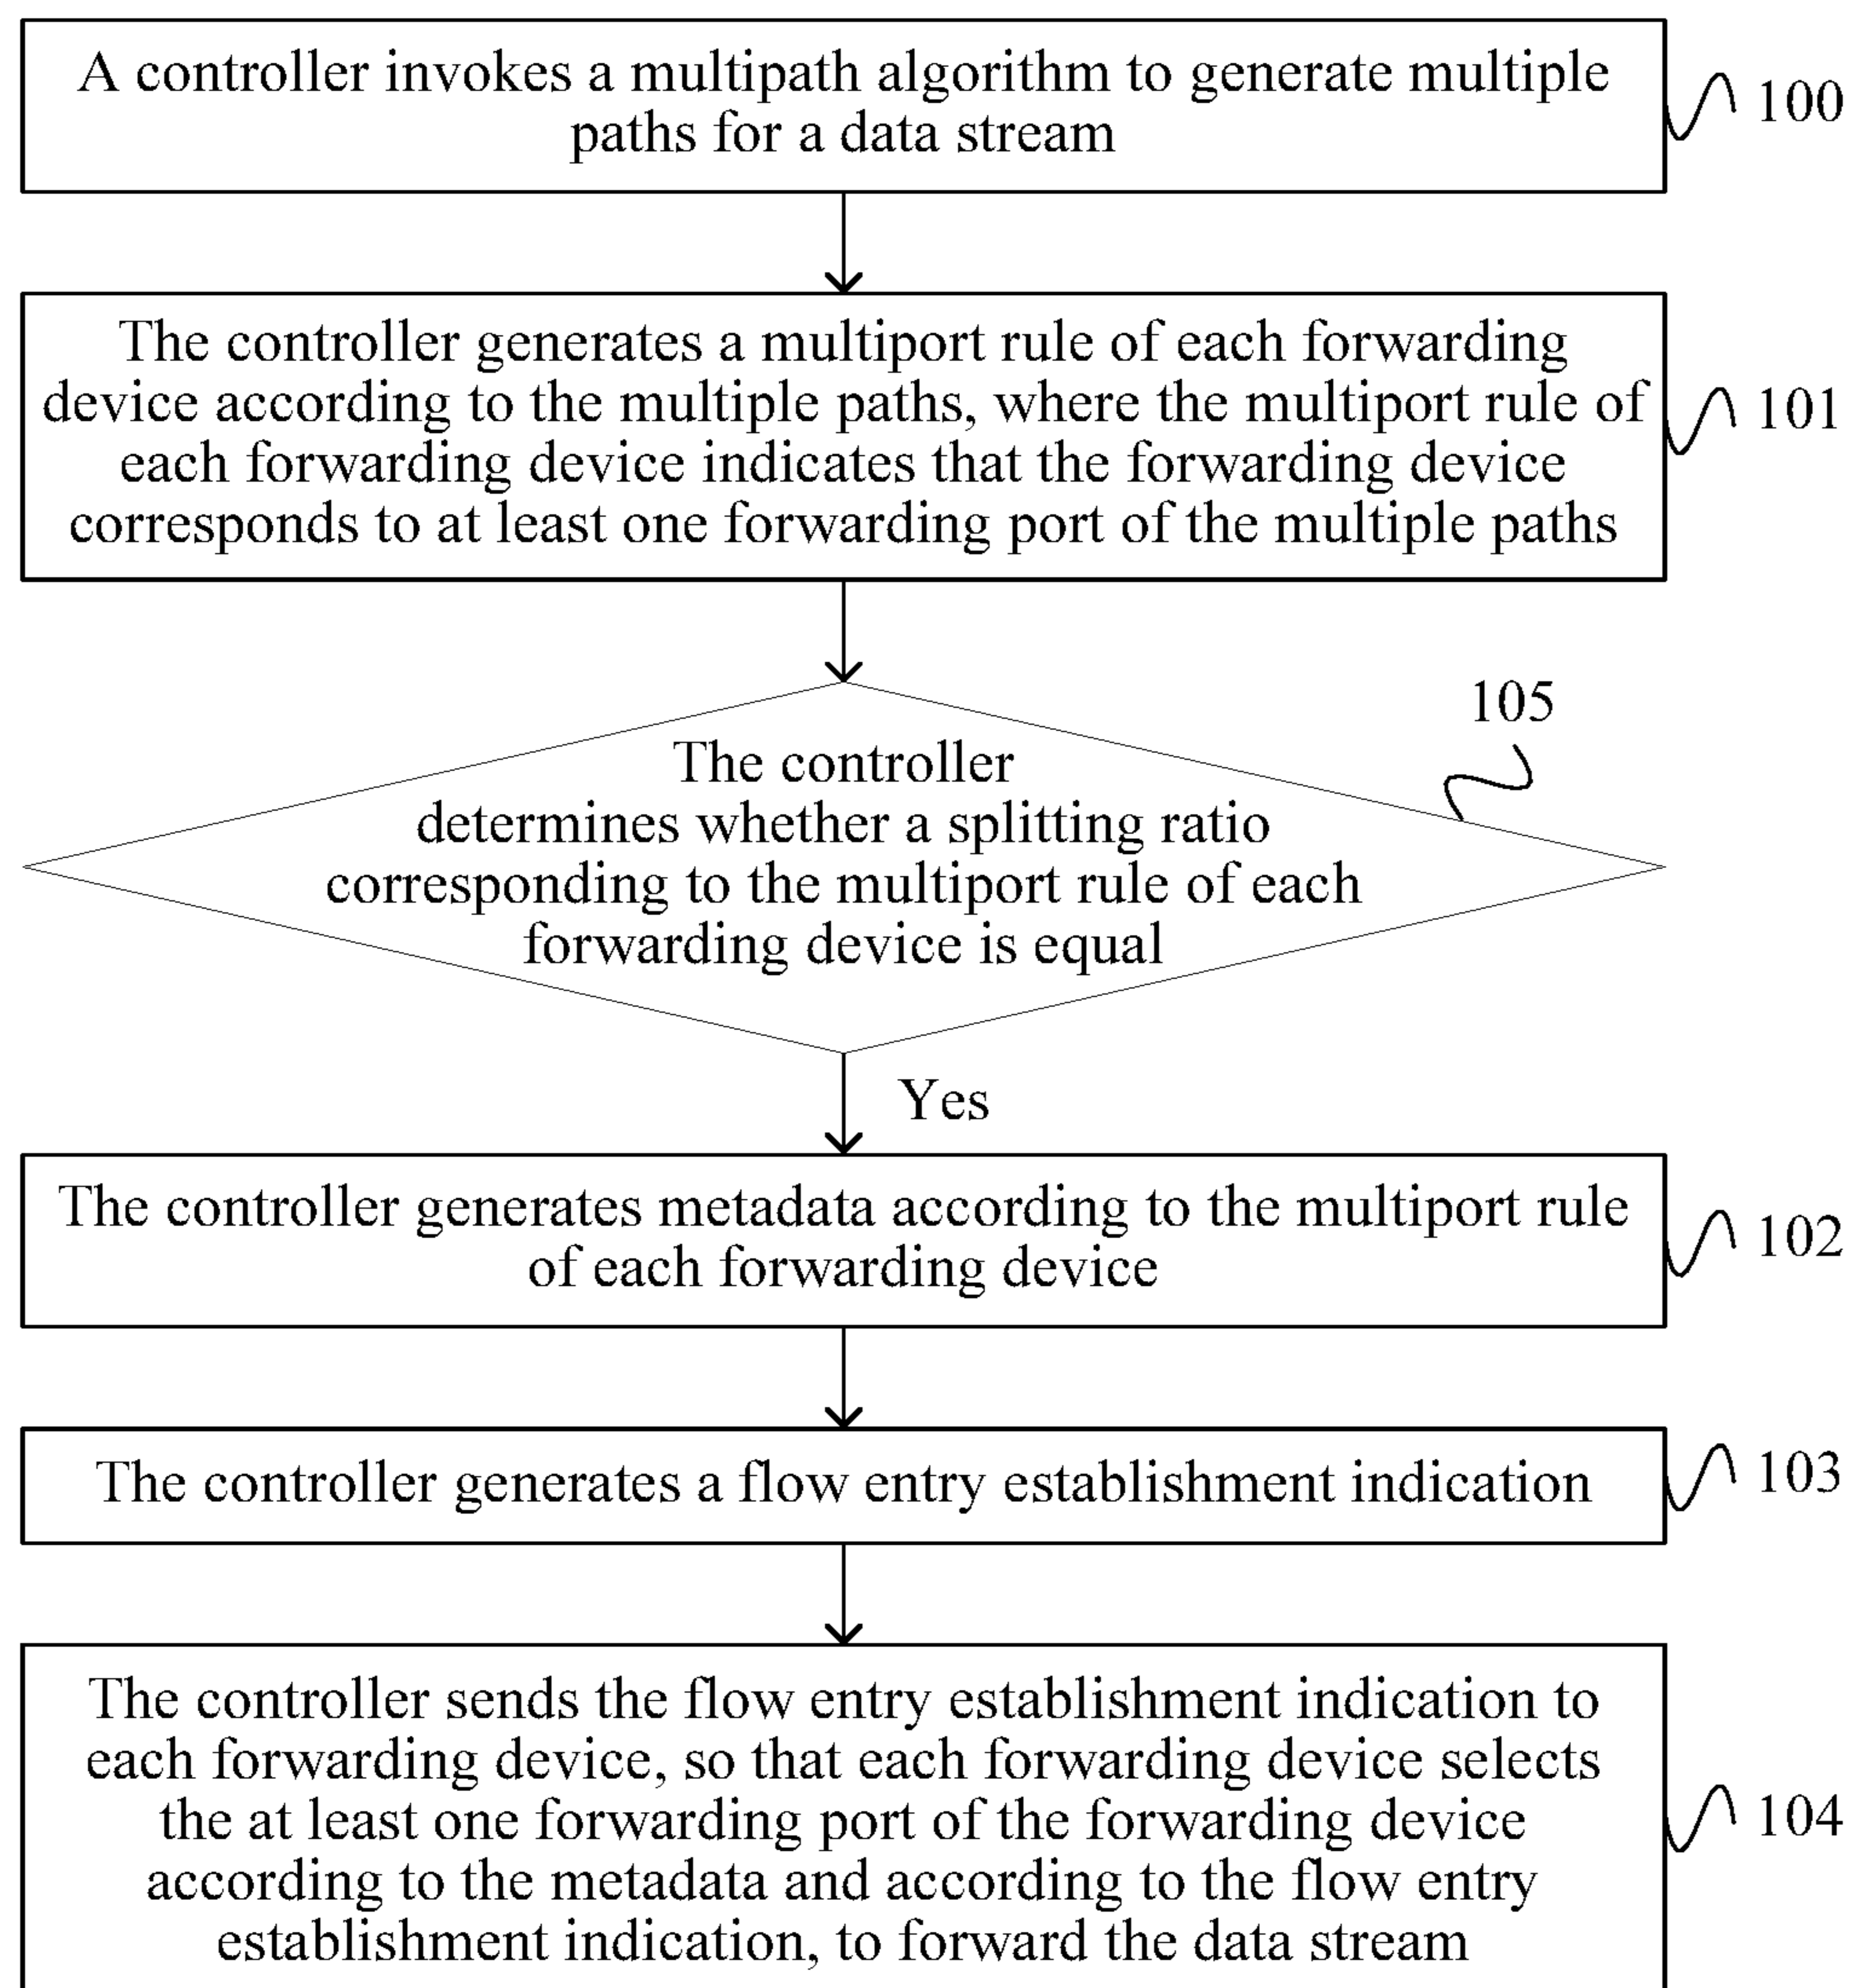 A controller invokes a multipath algorithm to generate multiple
paths for a data stream
100
The controller generates a multiport rule of each forwarding
device according to the multiple paths, where the multiport rule of
each forwarding device indicates that the forwarding device
corresponds to at least one forwarding port of the multiple paths
101
105
The controller
determines whether a splitting ratio
corresponding to the multiport rule of each
forwarding device is equal
Yes
The controller generates metadata according to the multiport rule
of each forwarding device
102
The controller generates a flow entry establishment indication
103
The controller sends the flow entry establishment indication to
each forwarding device, so that each forwarding device selects
the at least one forwarding port of the forwarding device
according to the metadata and according to the flow entry
establishment indication, to forward the data stream
104